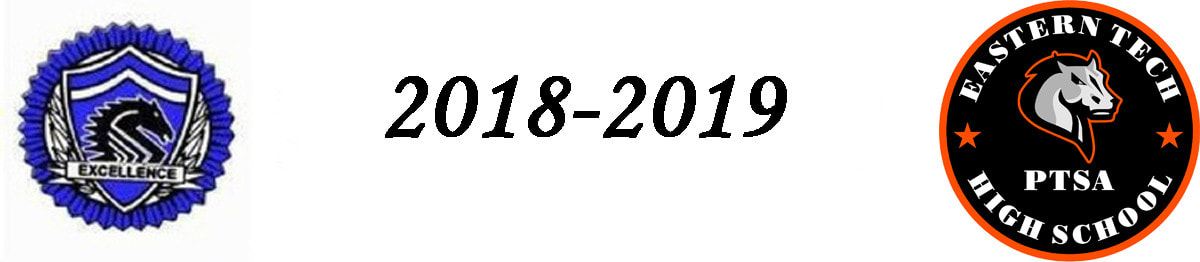 EXCELLENCE
2018-2019
EASTERN TECH
PTSA
HIGH SCHOOL